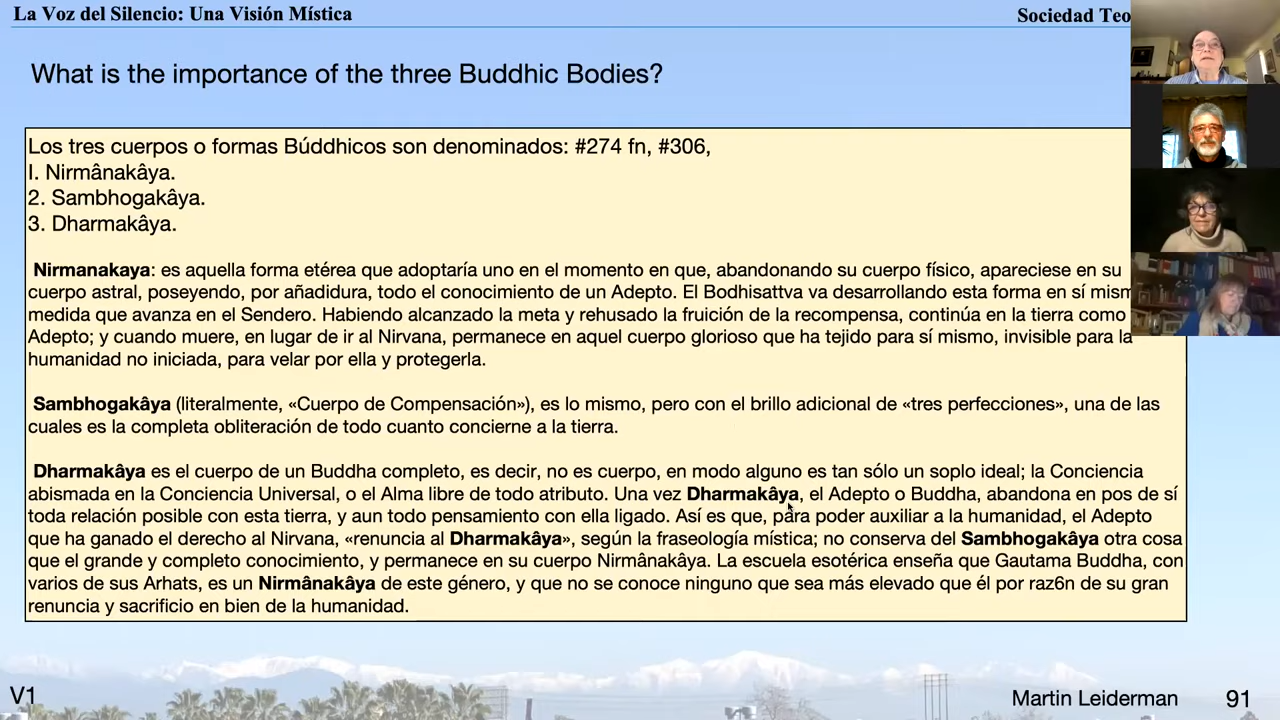 La Voz del Silencio: Una Visión Mística
Sociedad Teo
What is the importance of the three Buddhic Bodies?
Los tres cuerpos o formas Búddhicos son denominados: #274 fn, #306,
I. Nirmânakâya.
2. Sambhogakâya.
3. Dharmakâya.
Nirmanakaya: es aquella forma etérea que adoptaría uno en el momento en que, abandonando su cuerpo físico, apareciese en su
cuerpo astral, poseyendo, por añadidura, todo el conocimiento de un Adepto. El Bodhisattva va desarrollando esta forma en sí mism
medida que avanza en el Sendero. Habiendo alcanzado la meta y rehusado la fruición de la recompensa, continúa en la tierra como
Adepto; y cuando muere, en lugar de ir al Nirvana, permanece en aquel cuerpo glorioso que ha tejido para sí mismo, invisible para la
humanidad no iniciada, para velar por ella y protegerla.
Sambhogakâya (literalmente, «Cuerpo de Compensación»), es lo mismo, pero con el brillo adicional de «tres perfecciones», una de las
cuales es la completa obliteración de todo cuanto concierne a la tierra.
Dharmakâya es el cuerpo de un Buddha completo, es decir, no es cuerpo, en modo alguno es tan sólo un soplo ideal; la Conciencia
abismada en la Conciencia Universal, o el Alma libre de todo atributo. Una vez Dharmakâya, el Adepto o Buddha, abandona en pos de sí
toda relación posible con esta tierra, y aun todo pensamiento con ella ligado. Así es que, para poder auxiliar a la humanidad, el Adepto
que ha ganado el derecho al Nirvana, «renuncia al Dharmakâya», según la fraseología mística; no conserva del Sambhogakâya otra cosa
que el grande y completo conocimiento, y permanece en su cuerpo Nirmânakâya. La escuela esotérica enseña que Gautama Buddha, con
varios de sus Arhats, es un Nirmânakâya de este género, y que no se conoce ninguno que sea más elevado que él por raz6n de su gran
renuncia y sacrificio en bien de la humanidad.
V1
Martin Leiderman
91